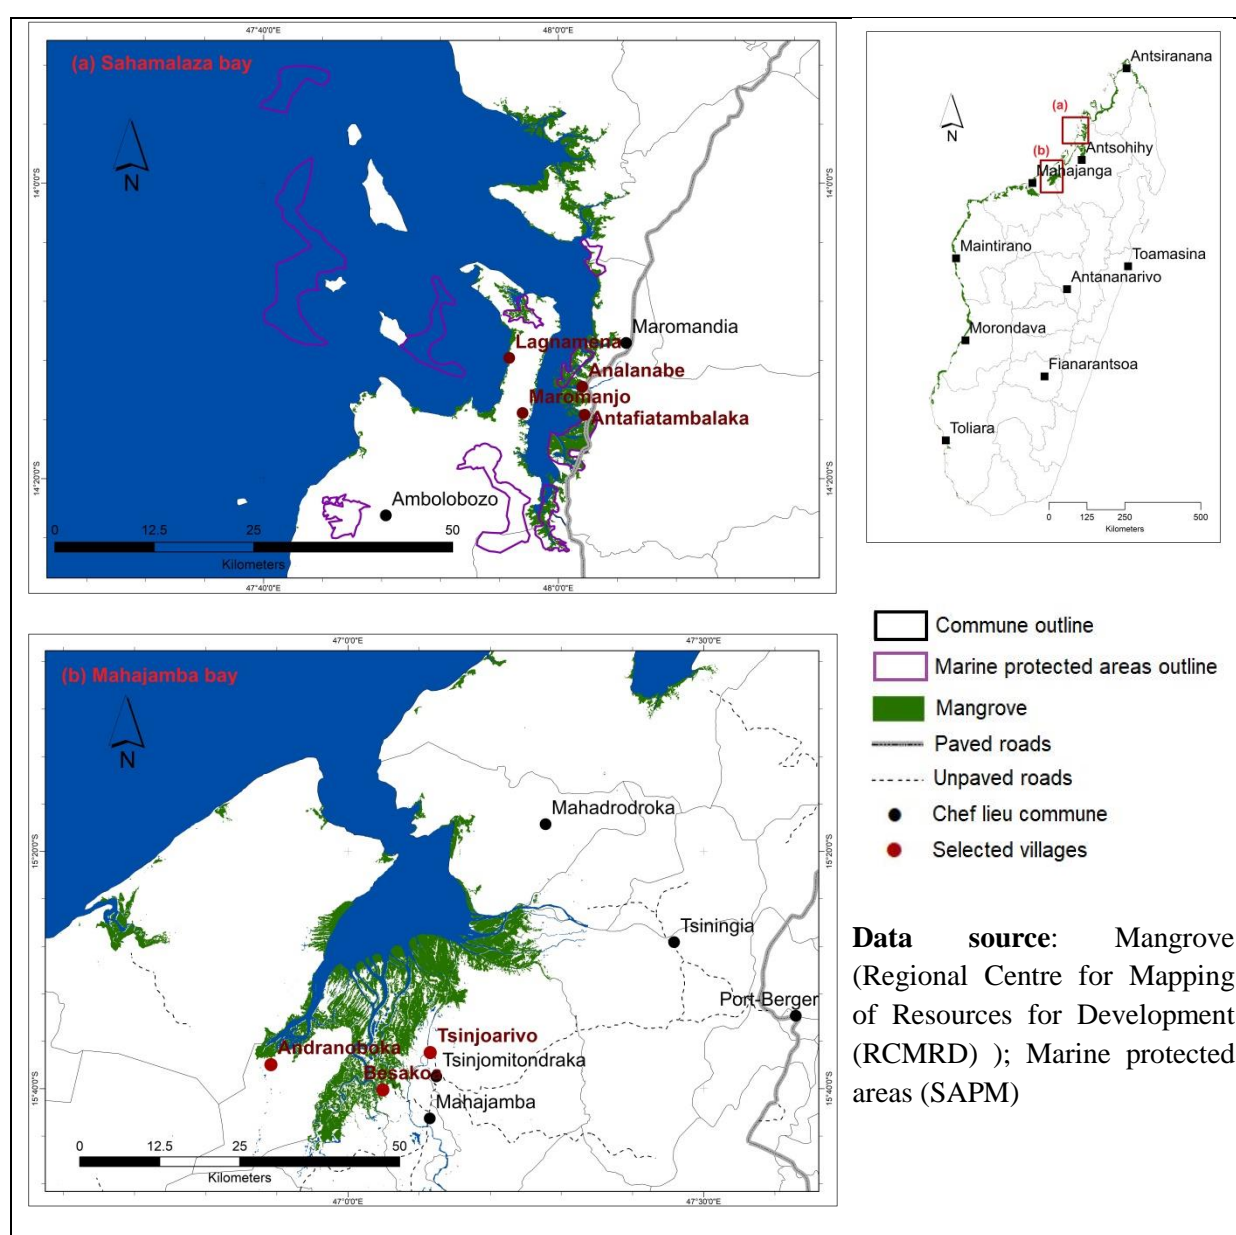 47°40'0"E
48°0'0"E
(a) Sahamalaza bay
N
14°0'0"S
14°0'0"S
Maromandia
Lagnamena
Analanabe
Maromanjo
Antafiatambalaka
14°20'0"S
14°20'0"S
Ambolobozo
0
12.5
25
50
Kilometers
47°40'0"E
48°0'0"E
Antsiranana
(a)
N
Antsohihy
(b)
Mahajanga
Maintirano
Toamasina
Antananarivo
Morondava
Fianarantsoa
Toliara
0 125 250 500
Kilometers
Commune outline
Marine protected areas outline
Mangrove
Paved roads
Unpaved roads
Chef lieu commune
Selected villages
47°0'0"E
47°30'0"E
(b) Mahajamba bay
N
Mahadrodroka
15°20'0"S
15°20'0"S
Tsiningia
Port-Berger
Tsinjoarivo
Andranoboka
Tsinjomitondraka
Besakoa
15°40'0"S
15°40'0"S
Mahajamba
0 12.5 25 50
Kilometers
47°0'0"E
47°30'0"E
Data source: Mangrove
(Regional Centre for Mapping
of Resources for Development
(RCMRD) ); Marine protected
areas (SAPM)